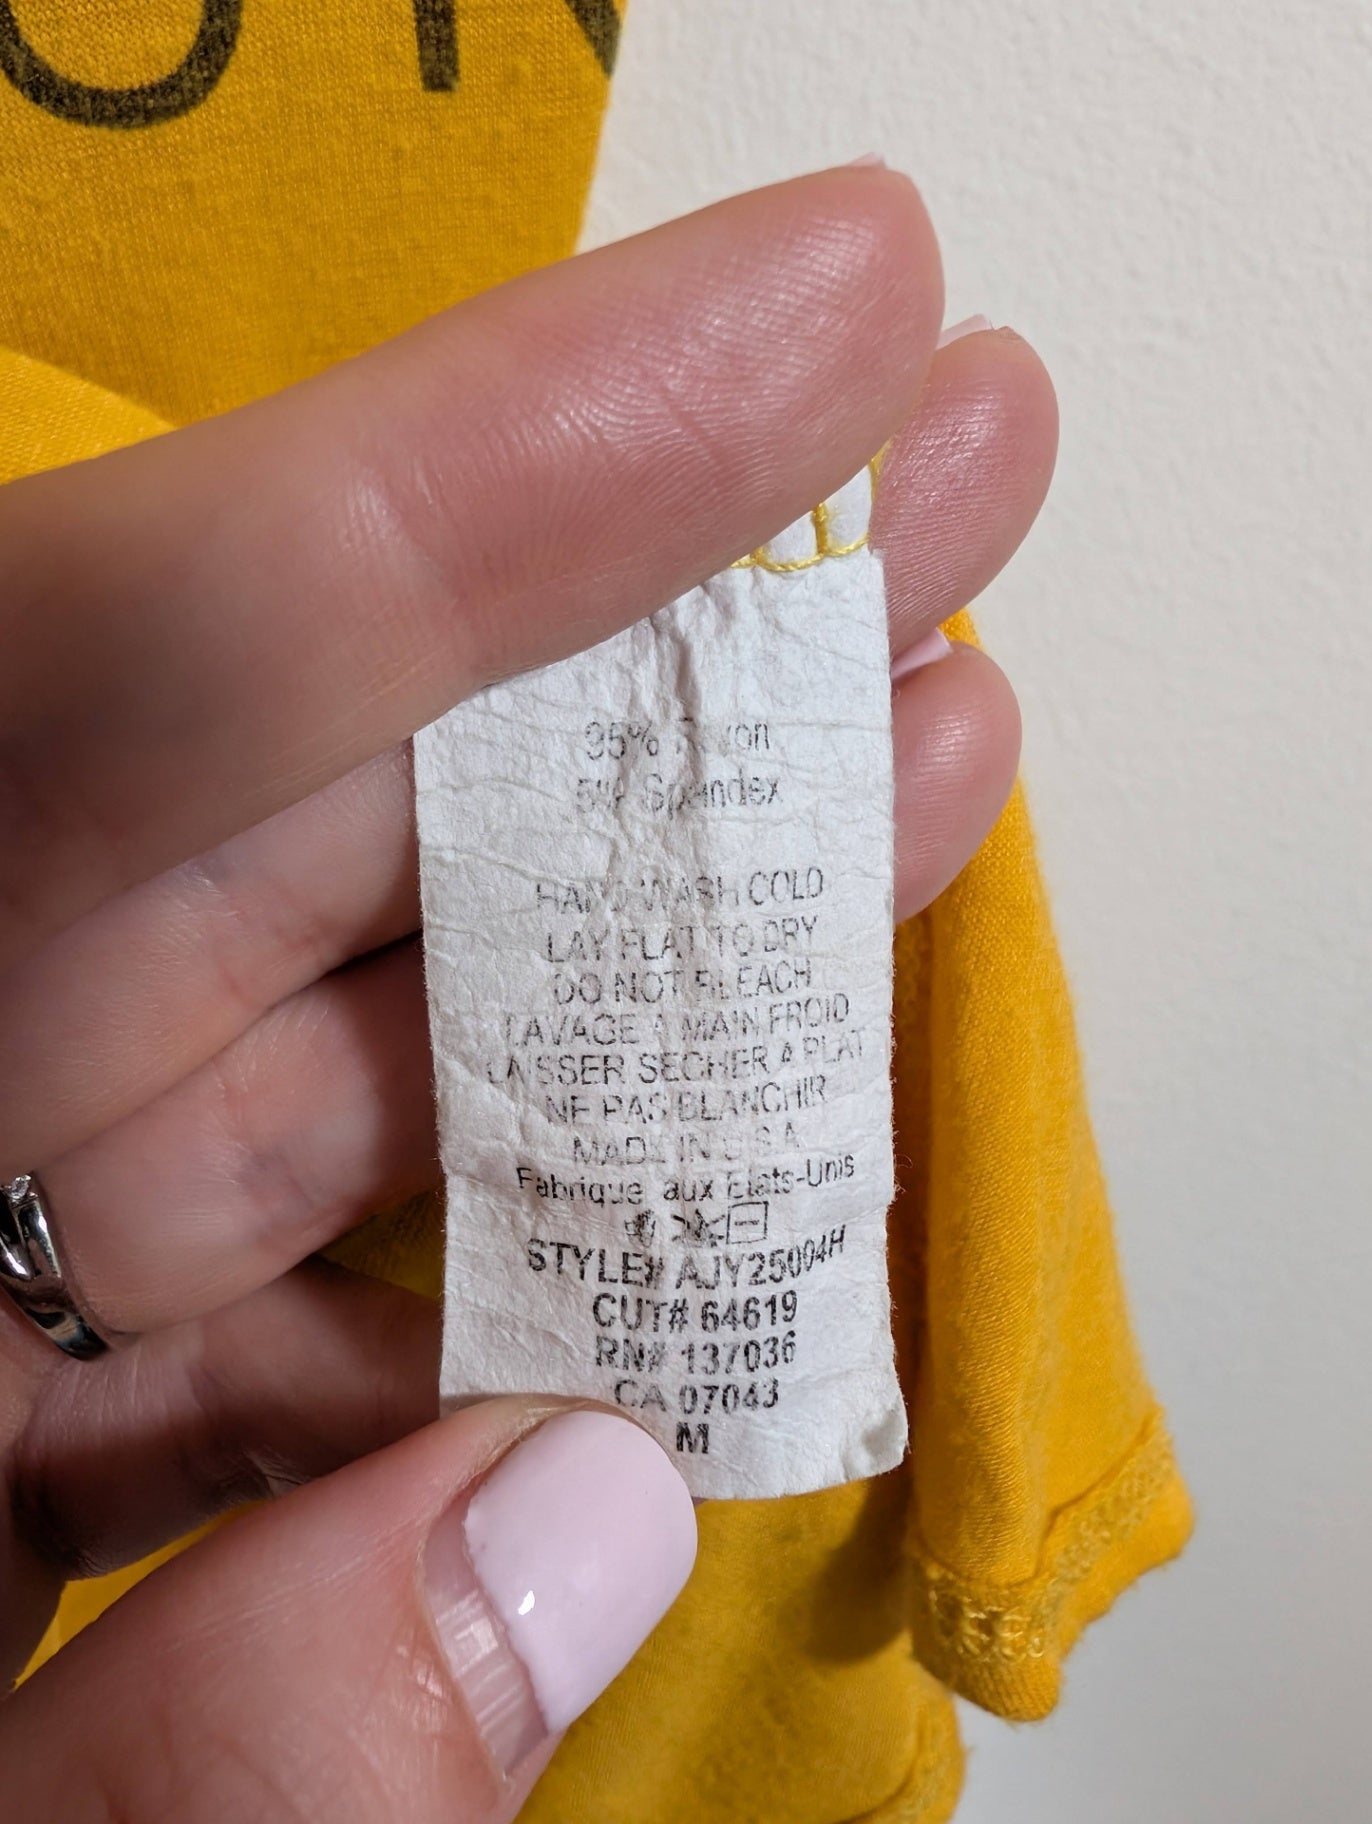 95% Rayon
5% Spandex
HAND WASH COLD
LAY FLAT TO DRY
DO NOT BLEACH
LAVAGE A MAIN FROID
LAISSER SECHER A PLAT
NE PAS BLANCHIR
MADE IN U.S.A
Fabrique aux Etats-Unis
STYLE# AJY25004H
CUT# 64619
RN# 137036
CA 07043
M